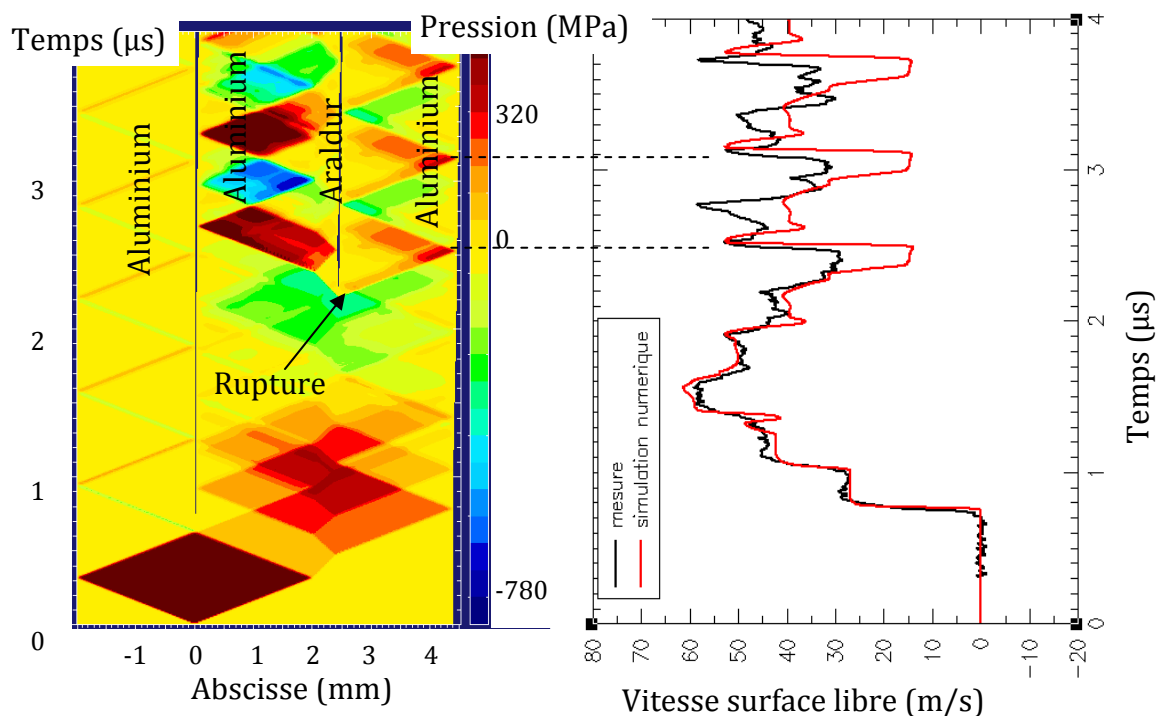 Temps (μs)
Pression (MPa)
320
0
-780
3
2
1
0
Aluminium
Aluminium
Araldur
Aluminium
Rupture
-1
0
1
2
3
4
Abscisse (mm)
mesure
simulation numérique
4
3
2
1
0
Temps (μs)
80
70
60
50
40
30
20
10
0
-10
-20
Vitesse surface libre (m/s)